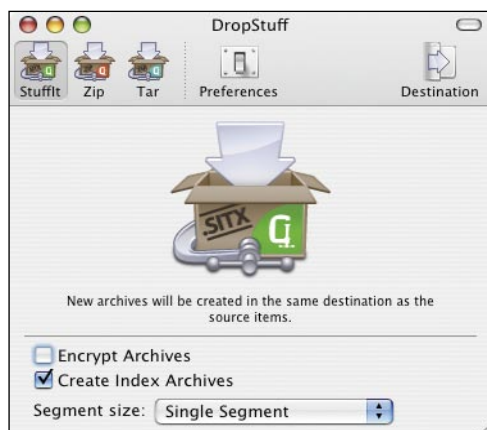 DropStuff
StuffIt Zip Tar Preferences Destination
.SITX
New archives will be created in the same destination as the
source items.
Encrypt Archives
Create Index Archives
Segment size: Single Segment